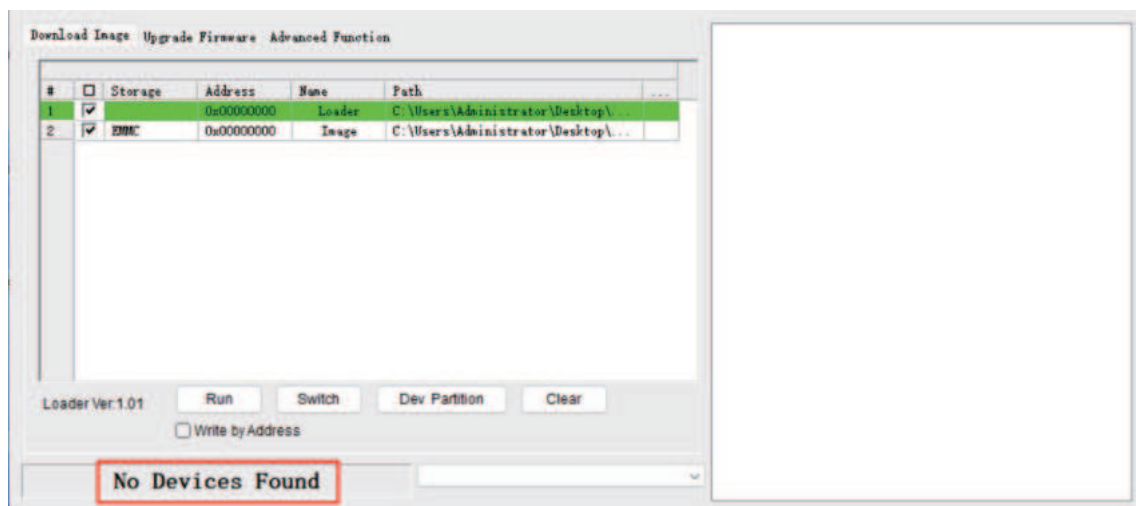 Download Image Upgrade Firmware Advanced Function
# Storage Address Name Path ...
1 0x00000000 Loader C:\Users\Administrator\Desktop\...
2 EMMC 0x00000000 Image C:\Users\Administrator\Desktop\...
Loader Ver:1.01 Run Switch Dev Partition Clear
Write by Address
No Devices Found